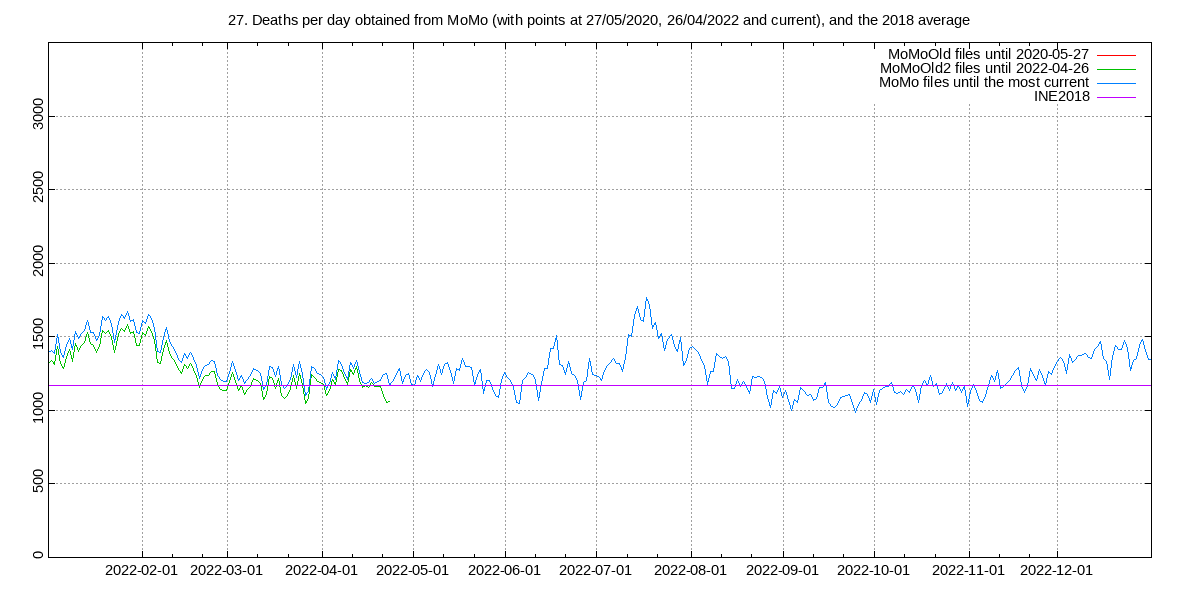 27. Deaths per day obtained from MoMo (with points at 27/05/2020, 26/04/2022 and current), and the 2018 average
MoMoOld files until 2020-05-27
MoMoOld2 files until 2022-04-26
MoMo files until the most current
INE2018
3000
2500
2000
1500
1000
500
0
2022-02-01 2022-03-01 2022-04-01 2022-05-01 2022-06-01 2022-07-01 2022-08-01 2022-09-01 2022-10-01 2022-11-01 2022-12-01